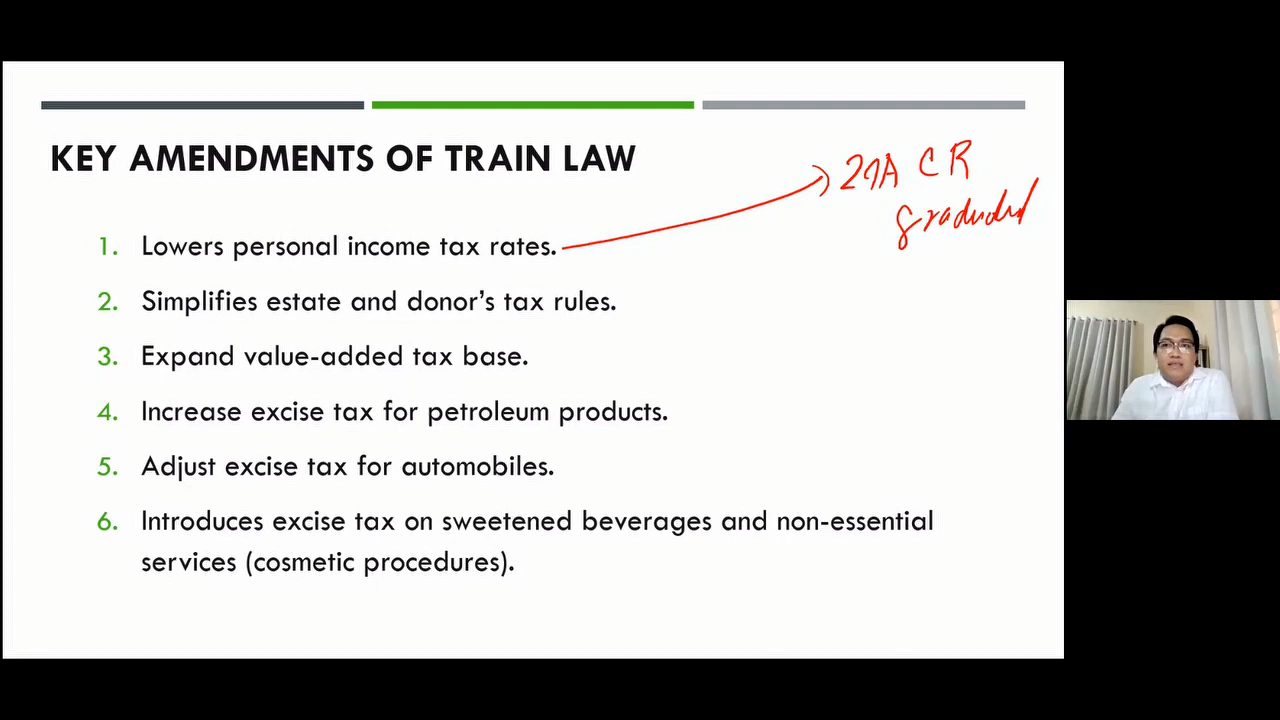 KEY AMENDMENTS OF TRAIN LAW
1. Lowers personal income tax rates.
2. Simplifies estate and donor's tax rules.
3. Expand value-added tax base.
4. Increase excise tax for petroleum products.
5. Adjust excise tax for automobiles.
6. Introduces excise tax on sweetened beverages and non-essential
services (cosmetic procedures).
C R